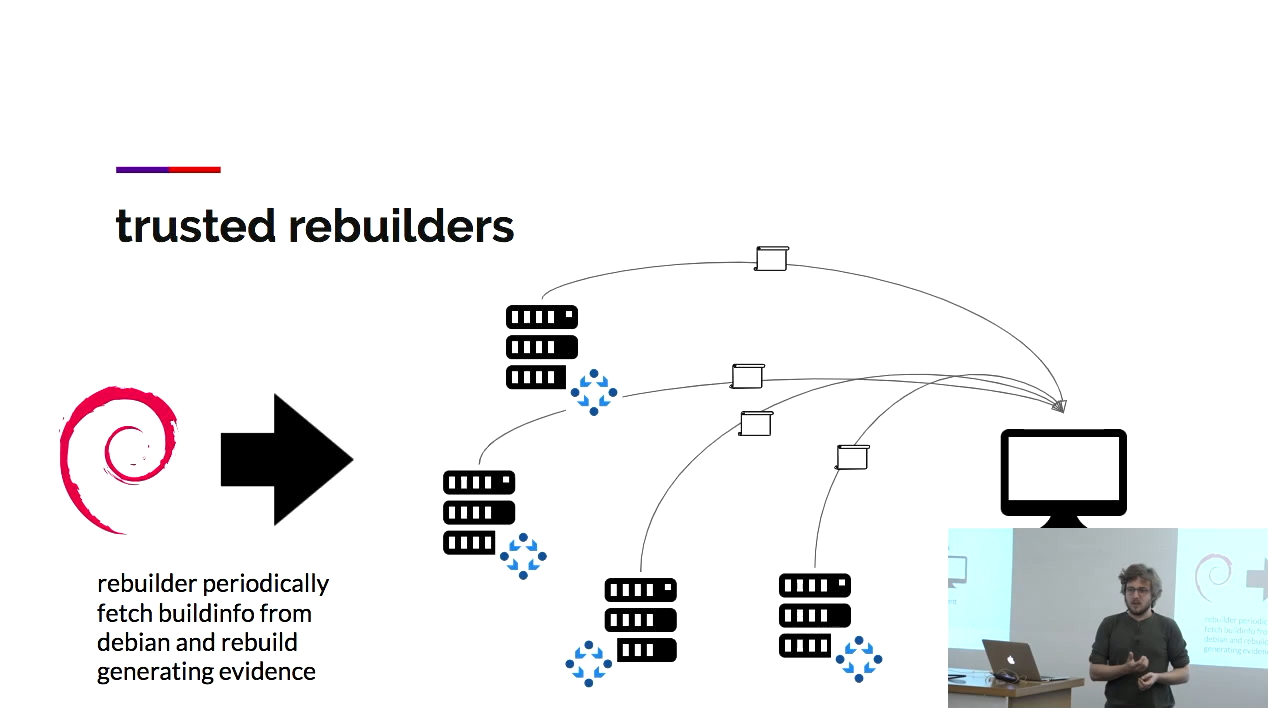 trusted rebuilders
rebuilder periodically
fetch buildinfo from
debian and rebuild
generating evidence